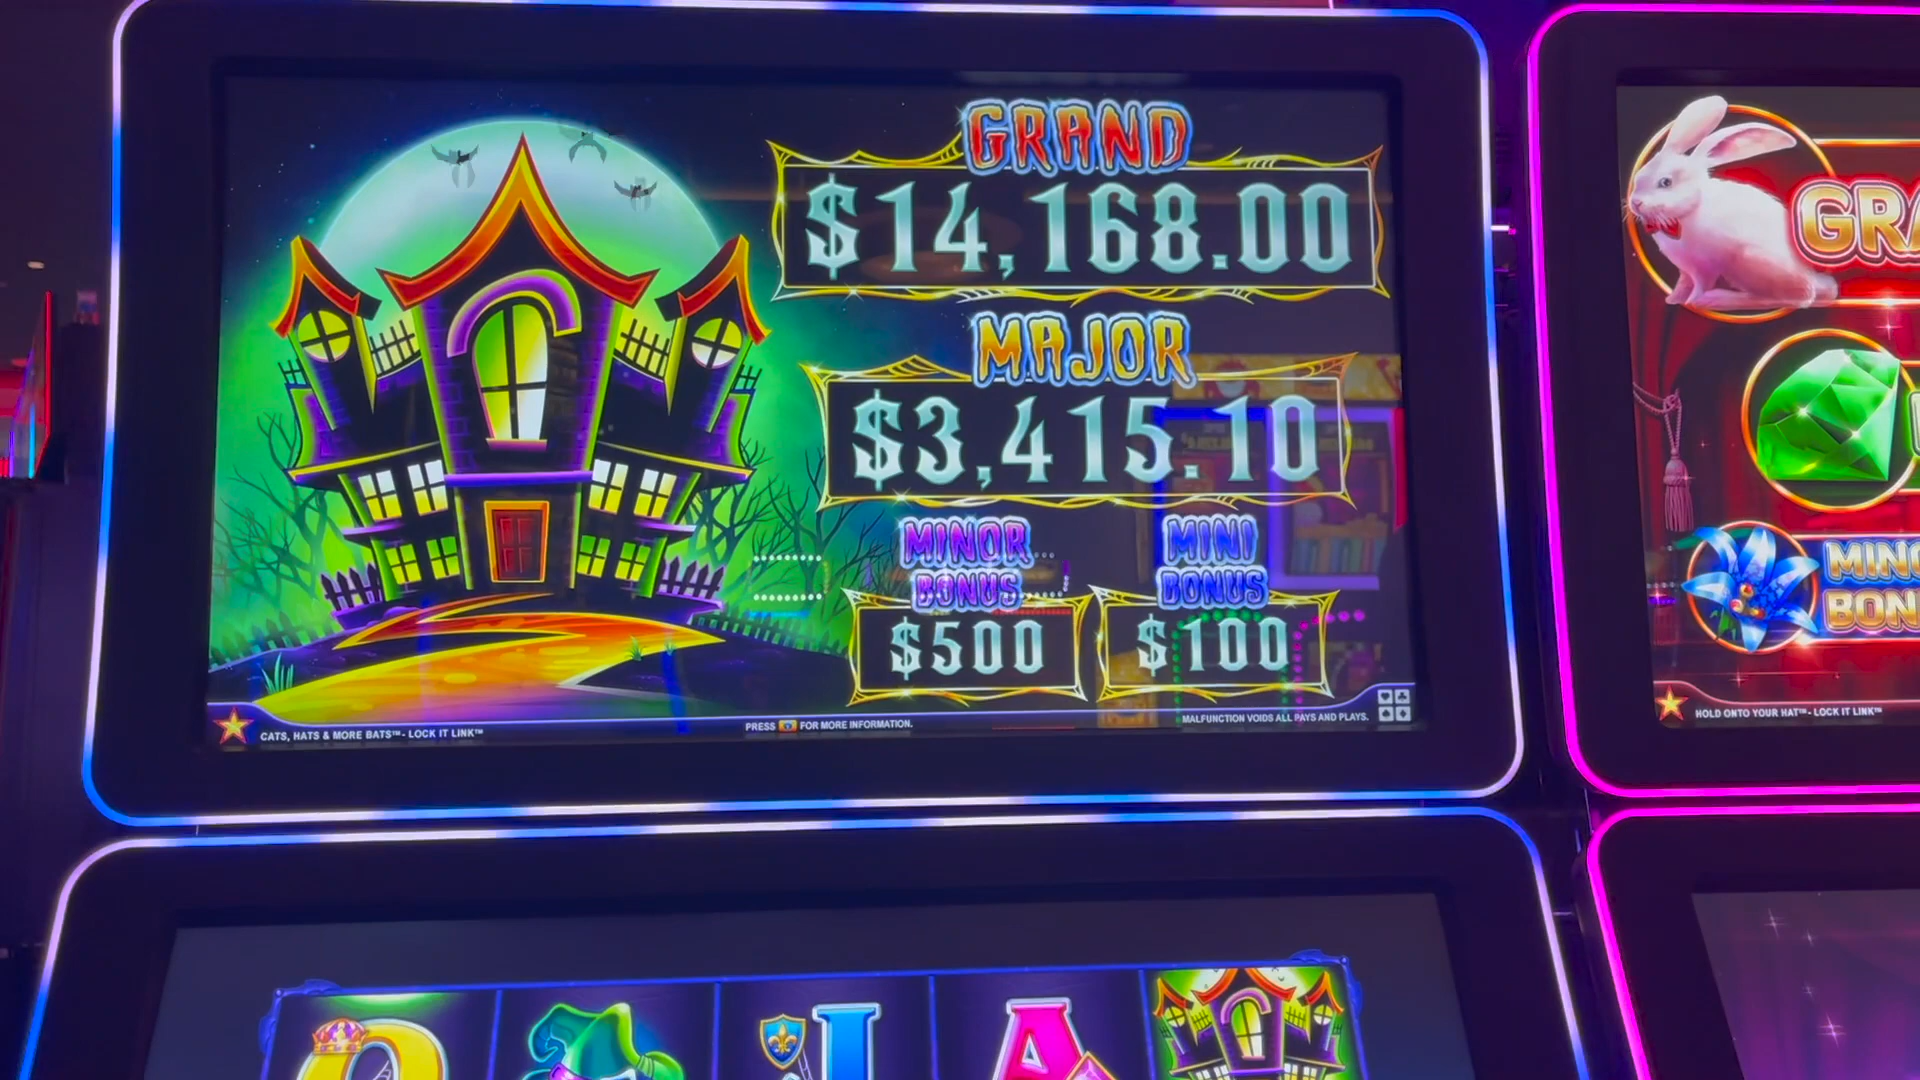 GRAND
$14,168.00
MAJOR
$3,415.10
MINOR
BONUS
$500
MINI
BONUS
$100
CATS, HATS & MORE BATS™- LOCK IT LINK™
PRESS FOR MORE INFORMATION.
MALFUNCTION VOIDS ALL PAYS AND PLAYS.
GRA
MINO
BON
HOLD ONTO YOUR HAT™- LOCK IT LINK™
Q
J
A